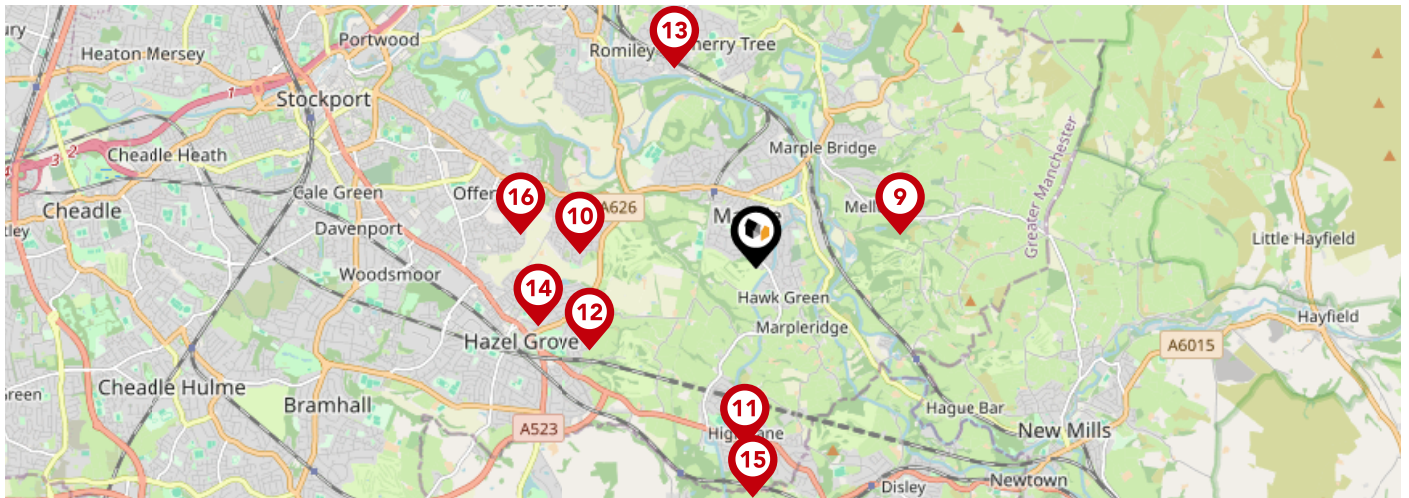 13
Portwood
Romiley
Heaton Mersey
1
Stockport
3
2
Cheadle Heath
Marple Bridge
Greater Manchester
Cale Green
16
10
9
A626
Cheadle
Davenport
Little Hayfield
Woodsmoor
14
12
Hawk Green
Marpleridge
Hayfield
Hazel Grove
A6015
Cheadle Hulme
Bramhall
11
Hague Bar
A523
New Mills
15
Newtown
Disley